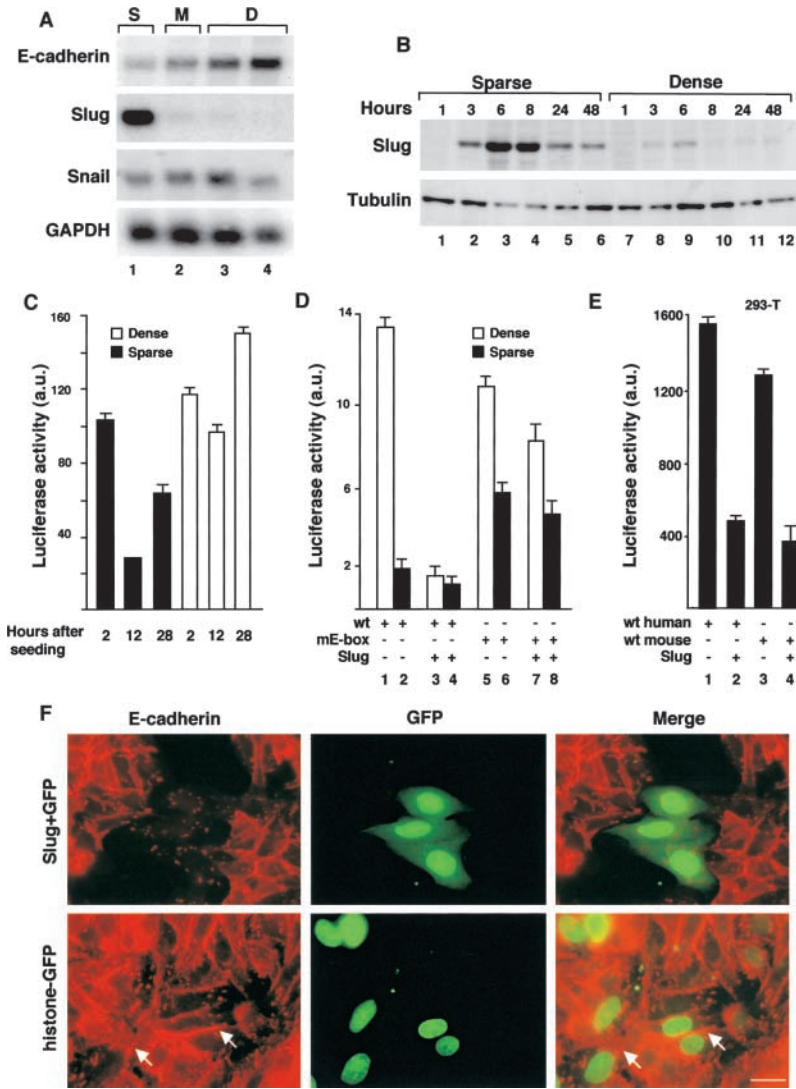 A
S M D
E-cadherin
Slug
Snail
GAPDH
1 2 3 4
B
Sparse Dense
Hours 1 3 6 8 24 48 1 3 6 8 24 48
Slug
Tubulin
1 2 3 4 5 6 7 8 9 10 11 12
C
Luciferase activity (a.u.)
160
120
80
40
Dense
Sparse
Hours after seeding 2 12 28 2 12 28
D
Luciferase activity (a.u.)
14
10
6
2
Dense
Sparse
wt + + + + - - - -
mE-box - - - - + + + +
Slug - - + + - - + +
1 2 3 4 5 6 7 8
E
293-T
Luciferase activity (a.u.)
1600
1200
800
400
wt human + + - -
wt mouse - - + +
Slug - + - +
1 2 3 4
F
E-cadherin GFP Merge
Slug+GFP
histone-GFP